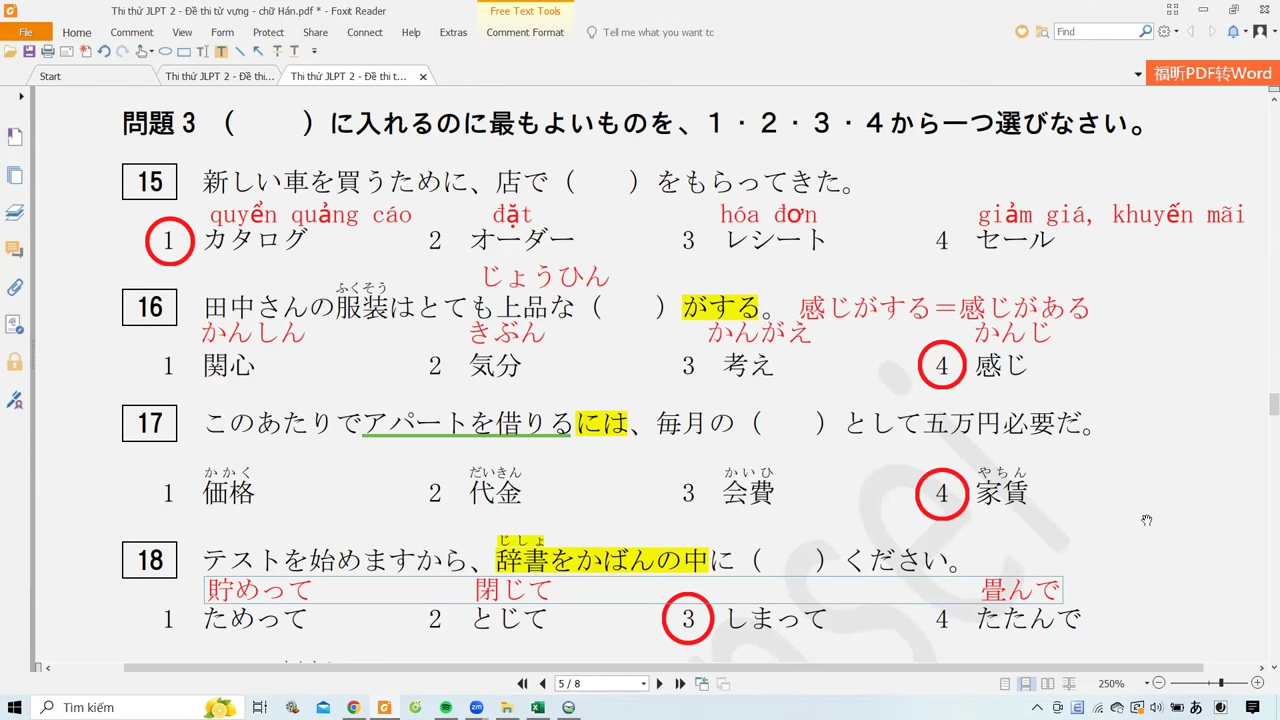 Thi thử JLPT 2 - Đề thi từ vựng - chữ Hán.pdf * - Foxit Reader
Free Text Tools
File Home Comment View Form Protect Share Connect Help Extras Comment Format Tell me what you want to
Find
Start
Thi thử JLPT 2 - Đề thi...
Thi thử JLPT 2 - Đề thi t...
福昕PDF转Word
問題3 （　　）に入れるのに最もよいものを、1・2・3・4から一つ選びなさい。
15 新しい車を買うために、店で（　　）をもらってきた。
quyển quảng cáo đặt hóa đơn giảm giá, khuyến mãi
1 カタログ 2 オーダー 3 レシート 4 セール
じょうひん
ふくそう
16 田中さんの服装はとても上品な（　　）がする。 感じがする＝感じがある
かんしん きぶん かんがえ かんじ
1 関心 2 気分 3 考え 4 感じ
17 このあたりでアパートを借りるには、毎月の（　　）として五万円必要だ。
かかく だいきん かいひ やちん
1 価格 2 代金 3 会費 4 家賃
じしょ
18 テストを始めますから、辞書をかばんの中に（　　）ください。
貯めって 閉じて 畳んで
1 ためって 2 とじて 3 しまって 4 たたんで
nsei
5 / 8
250%
Tìm kiếm
あ